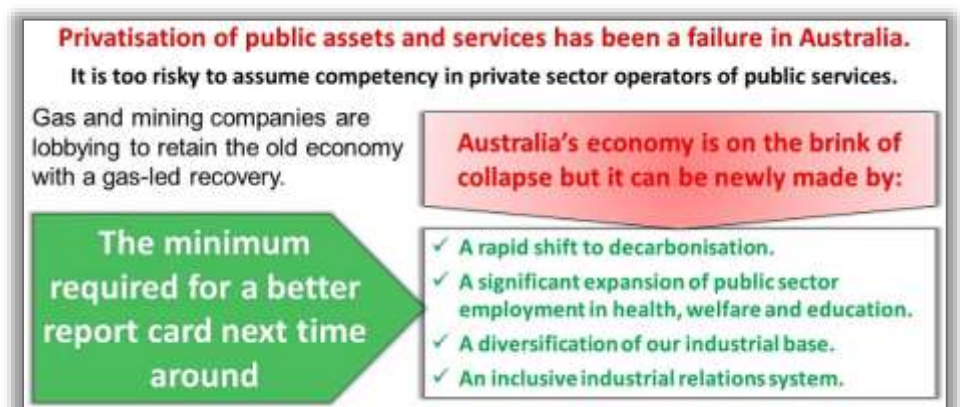 Privatisation of public assets and services has been a failure in Australia.
It is too risky to assume competency in private sector operators of public services.
Gas and mining companies are
lobbying to retain the old economy
with a gas-led recovery.
Australia's economy is on the brink of
collapse but it can be newly made by:
The minimum
required for a better
report card next time
around
✓ A rapid shift to decarbonisation.
✓ A significant expansion of public sector
employment in health, welfare and education.
✓ A diversification of our industrial base.
✓ An inclusive industrial relations system.